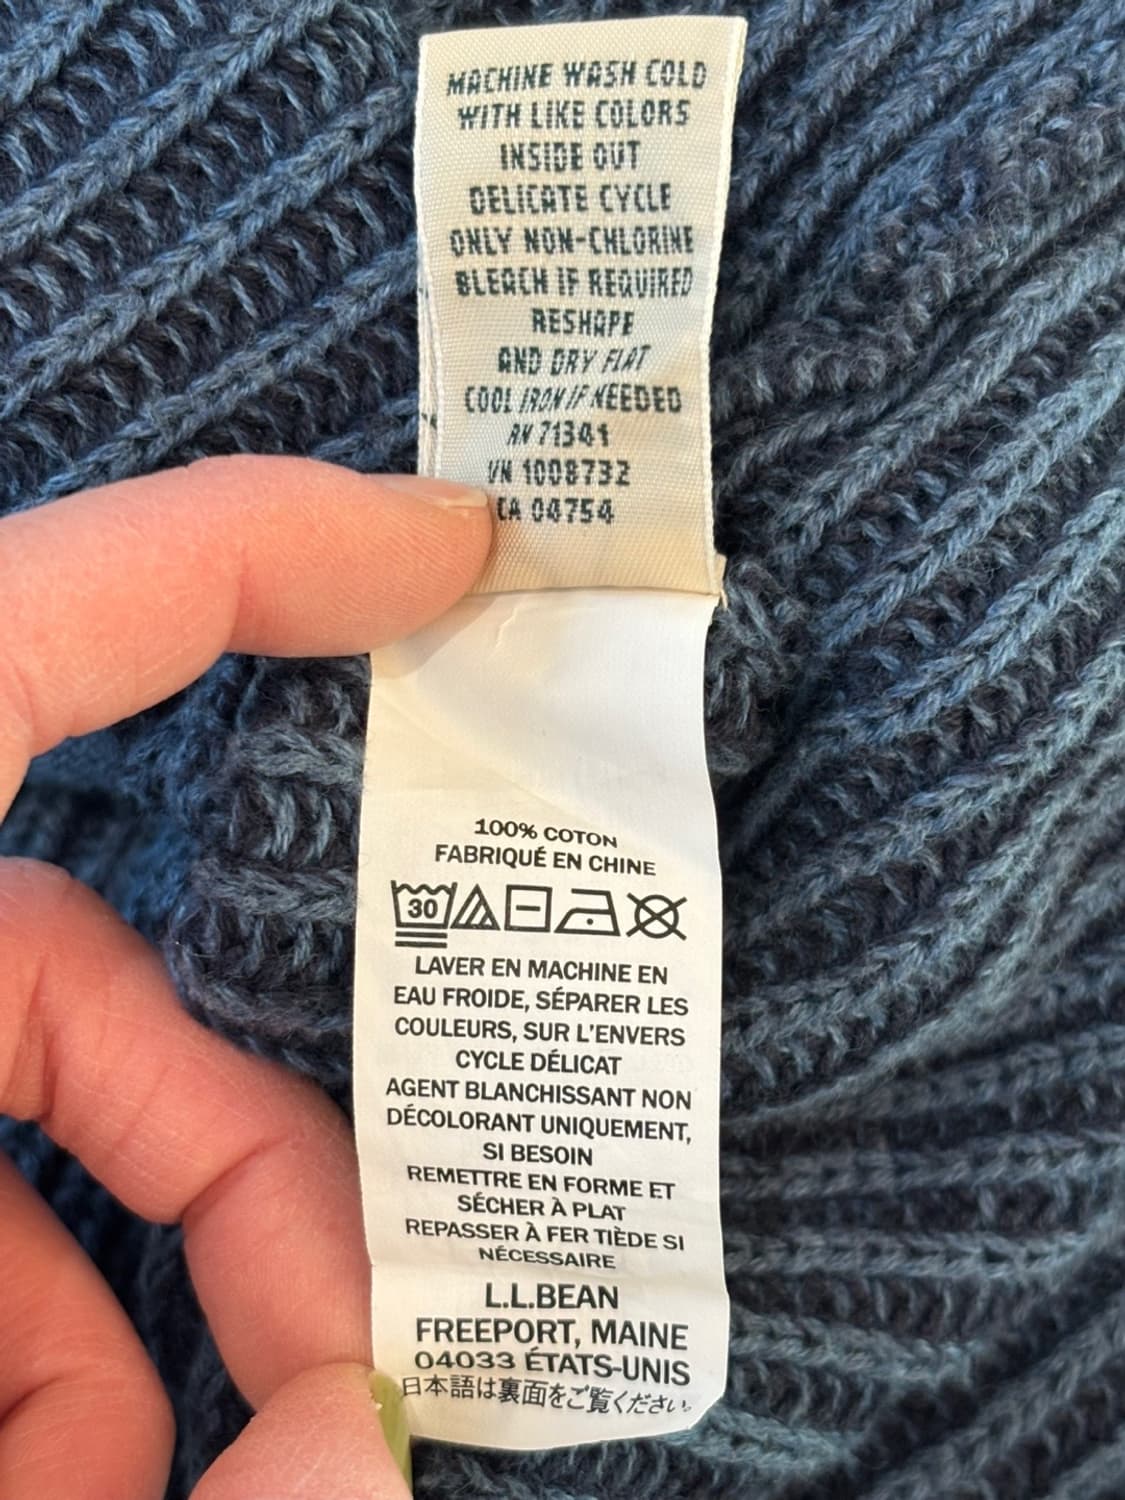 MACHINE WASH COLD
WITH LIKE COLORS
INSIDE OUT
DELICATE CYCLE
ONLY NON-CHLORINE
BLEACH IF REQUIRED
RESHAPE
AND DRY FLAT
COOL IRON IF NEEDED
RN 71341
VN 1008732
CA 04754
100% COTON
FABRIQUÉ EN CHINE
30
LAVER EN MACHINE EN
EAU FROIDE, SÉPARER LES
COULEURS, SUR L'ENVERS
CYCLE DÉLICAT
AGENT BLANCHISSANT NON
DÉCOLORANT UNIQUEMENT,
SI BESOIN
REMETTRE EN FORME ET
SÉCHER À PLAT
REPASSER À FER TIÈDE SI
NÉCESSAIRE
L.L.BEAN
FREEPORT, MAINE
04033 ÉTATS-UNIS
日本語は裏面をご覧ください。